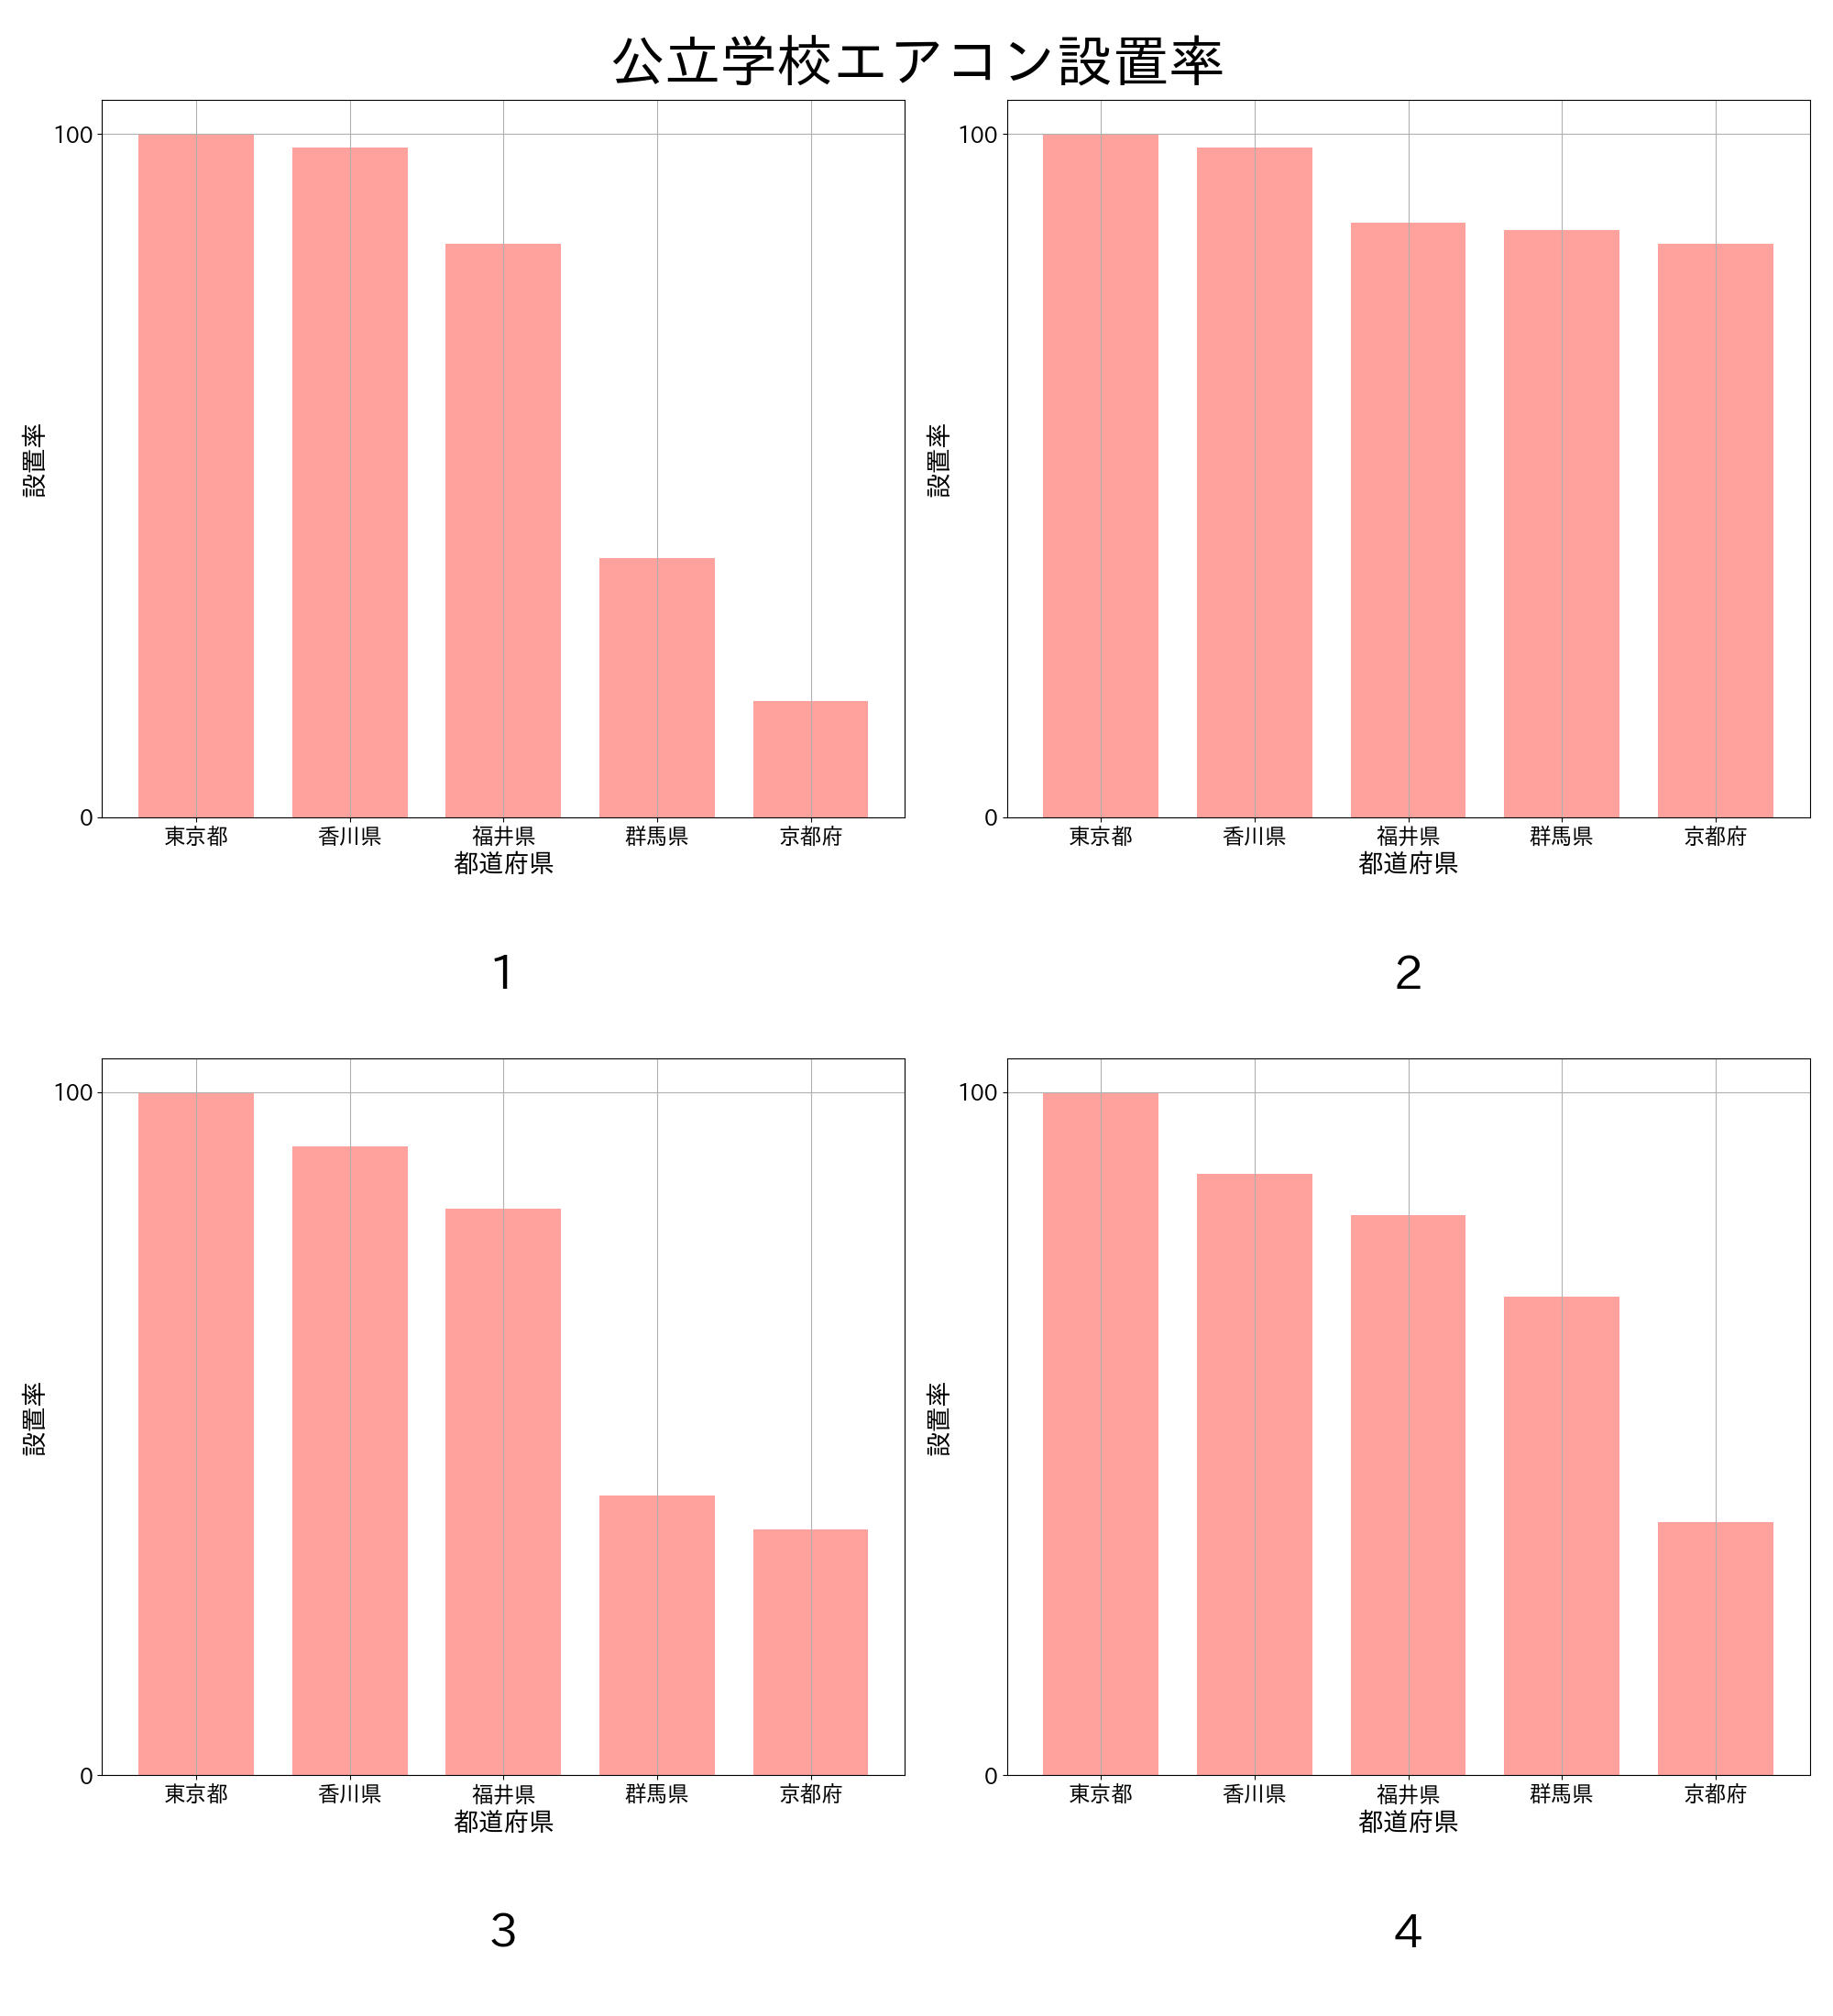 公立学校エアコン設置率
100
0
設置率
東京都 香川県 福井県 群馬県 京都府
都道府県
1
100
0
設置率
東京都 香川県 福井県 群馬県 京都府
都道府県
2
100
0
設置率
東京都 香川県 福井県 群馬県 京都府
都道府県
3
100
0
設置率
東京都 香川県 福井県 群馬県 京都府
都道府県
4